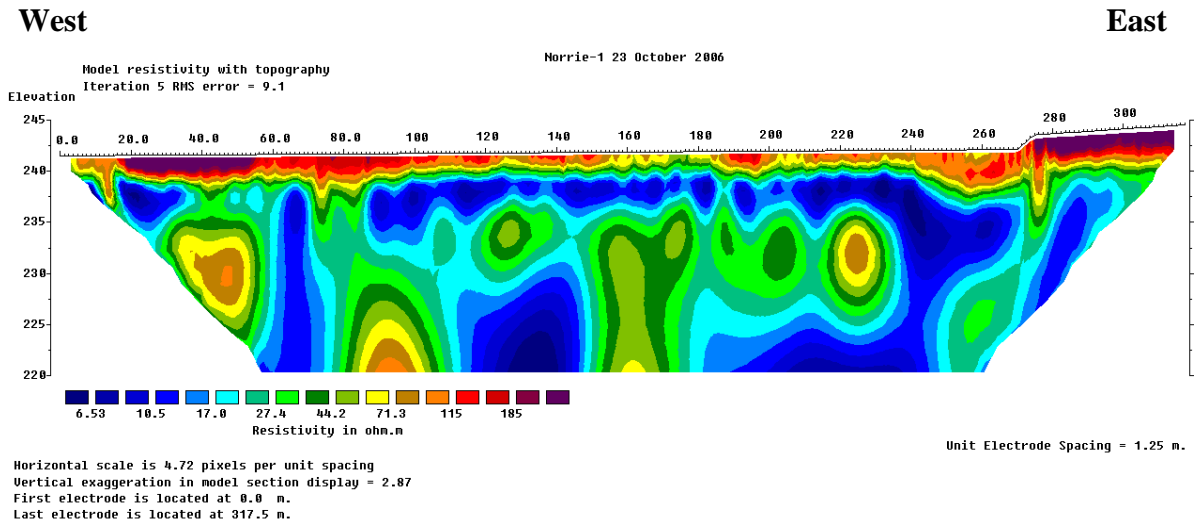 West
East
Norrie-1 23 October 2006
Model resistivity with topography
Iteration 5 RMS error = 9.1
Elevation
245
240
235
230
225
220
0.0 20.0 40.0 60.0 80.0 100 120 140 160 180 200 220 240 260 280 300
6.53 10.5 17.0 27.4 44.2 71.3 115 185
Resistivity in ohm.m
Unit Electrode Spacing = 1.25 m.
Horizontal scale is 4.72 pixels per unit spacing
Vertical exaggeration in model section display = 2.87
First electrode is located at 0.0 m.
Last electrode is located at 317.5 m.